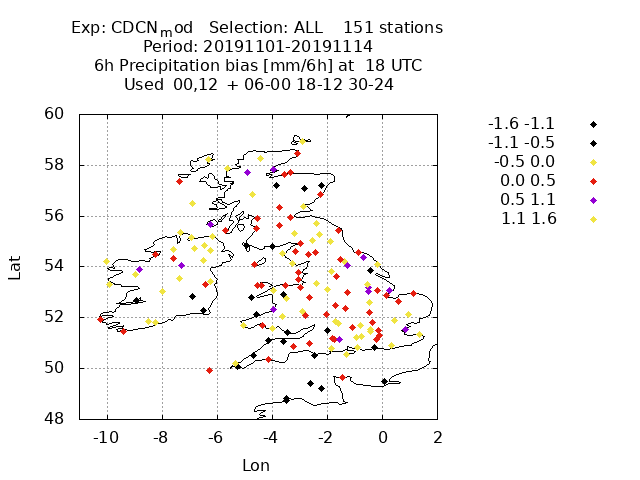 Exp: CDCNmod   Selection: ALL    151 stations
Period: 20191101-20191114
6h Precipitation bias [mm/6h] at  18 UTC
Used  00,12  + 06-00 18-12 30-24
-1.6 -1.1
-1.1 -0.5
-0.5 0.0
0.0 0.5
0.5 1.1
1.1 1.6
60
58
56
54
52
50
48
Lat
-10 -8 -6 -4 -2 0 2
Lon